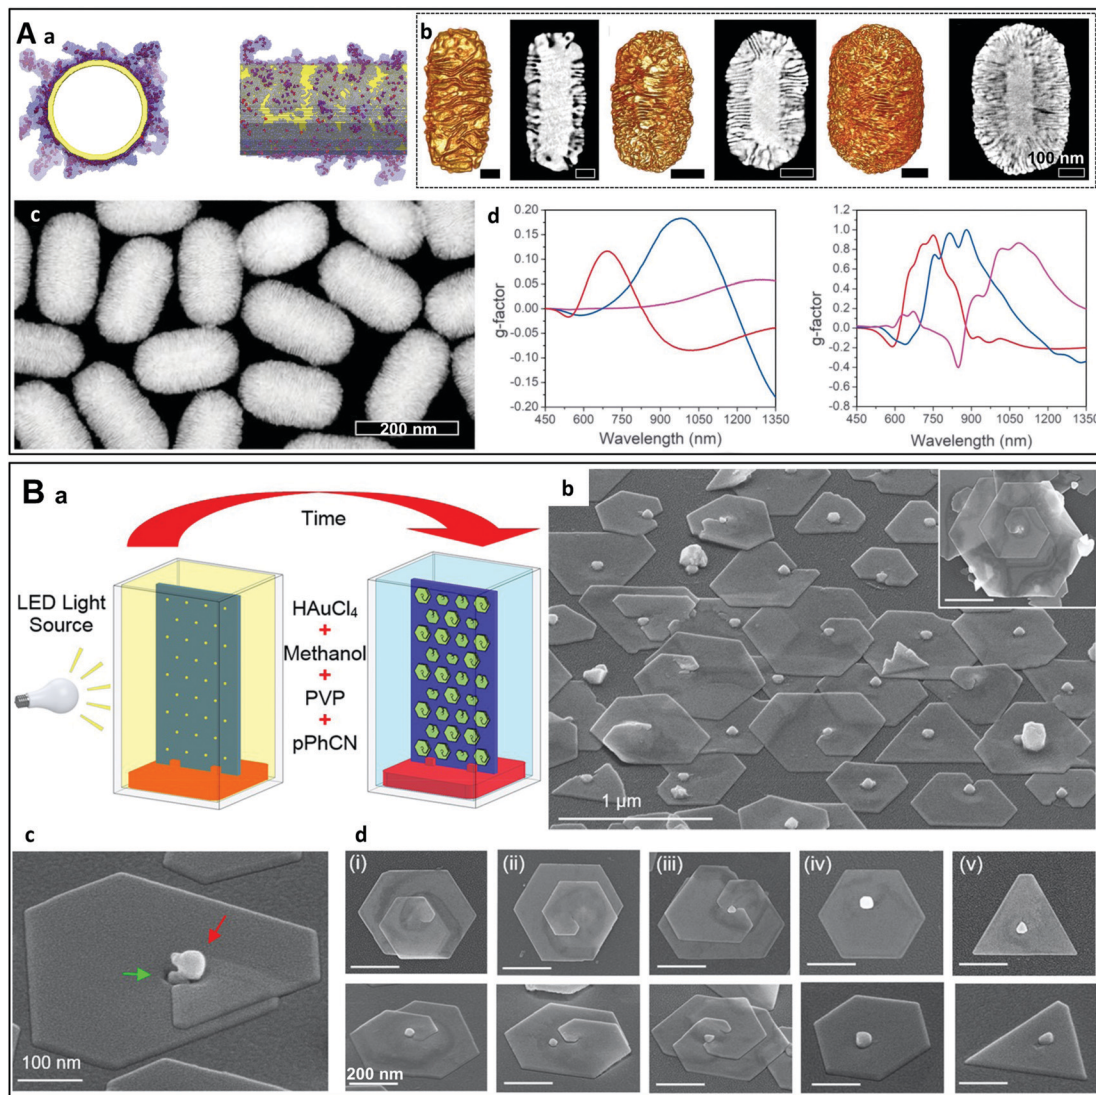 A a
b
100 nm
c
200 nm
d
0.20
0.15
0.10
0.05
0.00
-0.05
-0.10
-0.15
-0.20
g-factor
450 600 750 900 1050 1200 1350
Wavelength (nm)
1.2
1.0
0.8
0.6
0.4
0.2
0.0
-0.2
-0.4
-0.6
-0.8
g-factor
450 600 750 900 1050 1200 1350
Wavelength (nm)
B a
Time
LED Light
Source
HAuCl4
+
Methanol
+
PVP
+
pPhCN
b
1 µm
c
100 nm
d
(i) (ii) (iii) (iv) (v)
200 nm